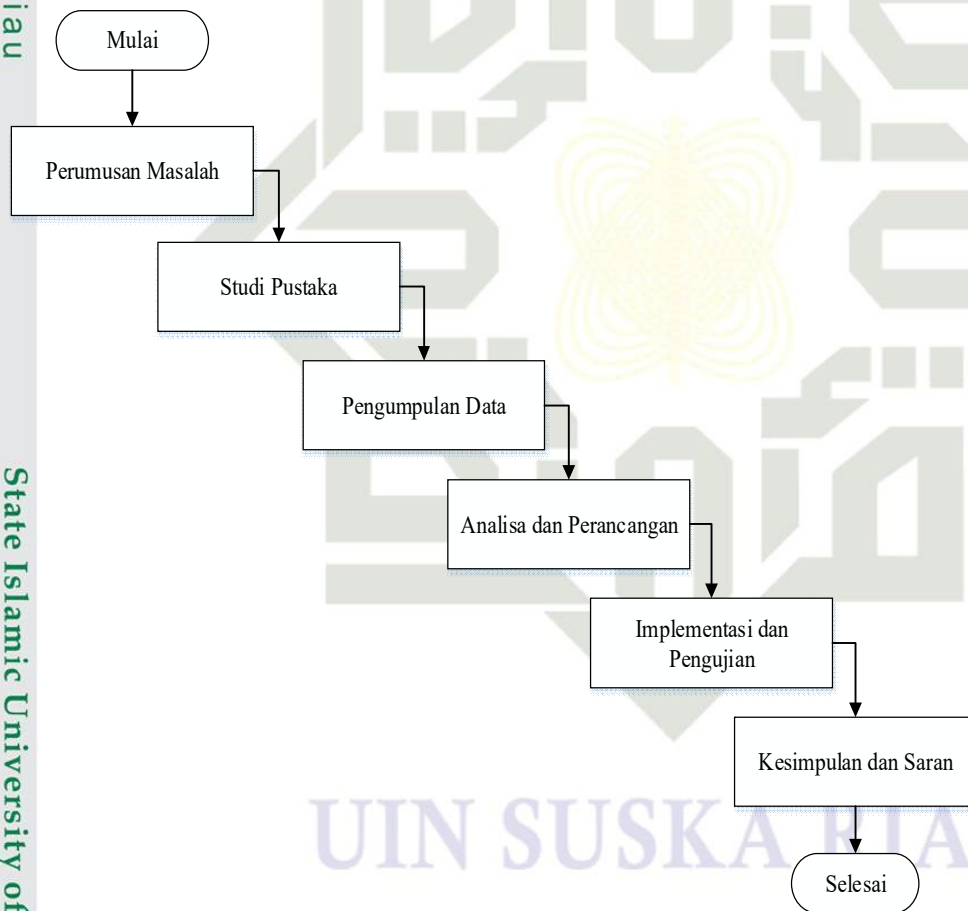 iau
Mulai
Perumusan Masalah
Studi Pustaka
Pengumpulan Data
Analisa dan Perancangan
Implementasi dan
Pengujian
Kesimpulan dan Saran
Selesai
State Islamic University of
UIN SUSKA RIA